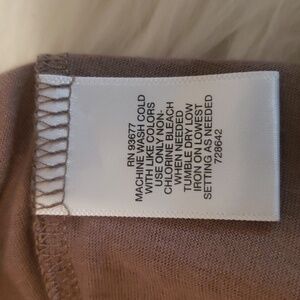 RN 93677
MACHINE WASH COLD
WITH LIKE COLORS
USE ONLY NON-
CHLORINE BLEACH
WHEN NEEDED
TUMBLE DRY LOW
IRON ON LOWEST
SETTING AS NEEDED
728642